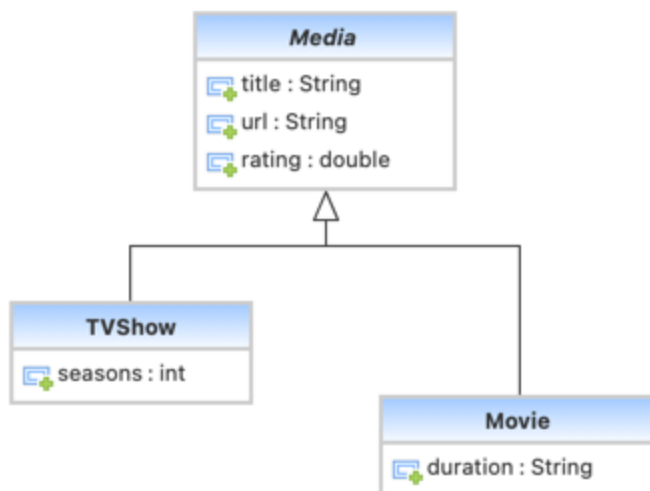 Media
title : String
url : String
rating : double
TVShow
seasons : int
Movie
duration : String